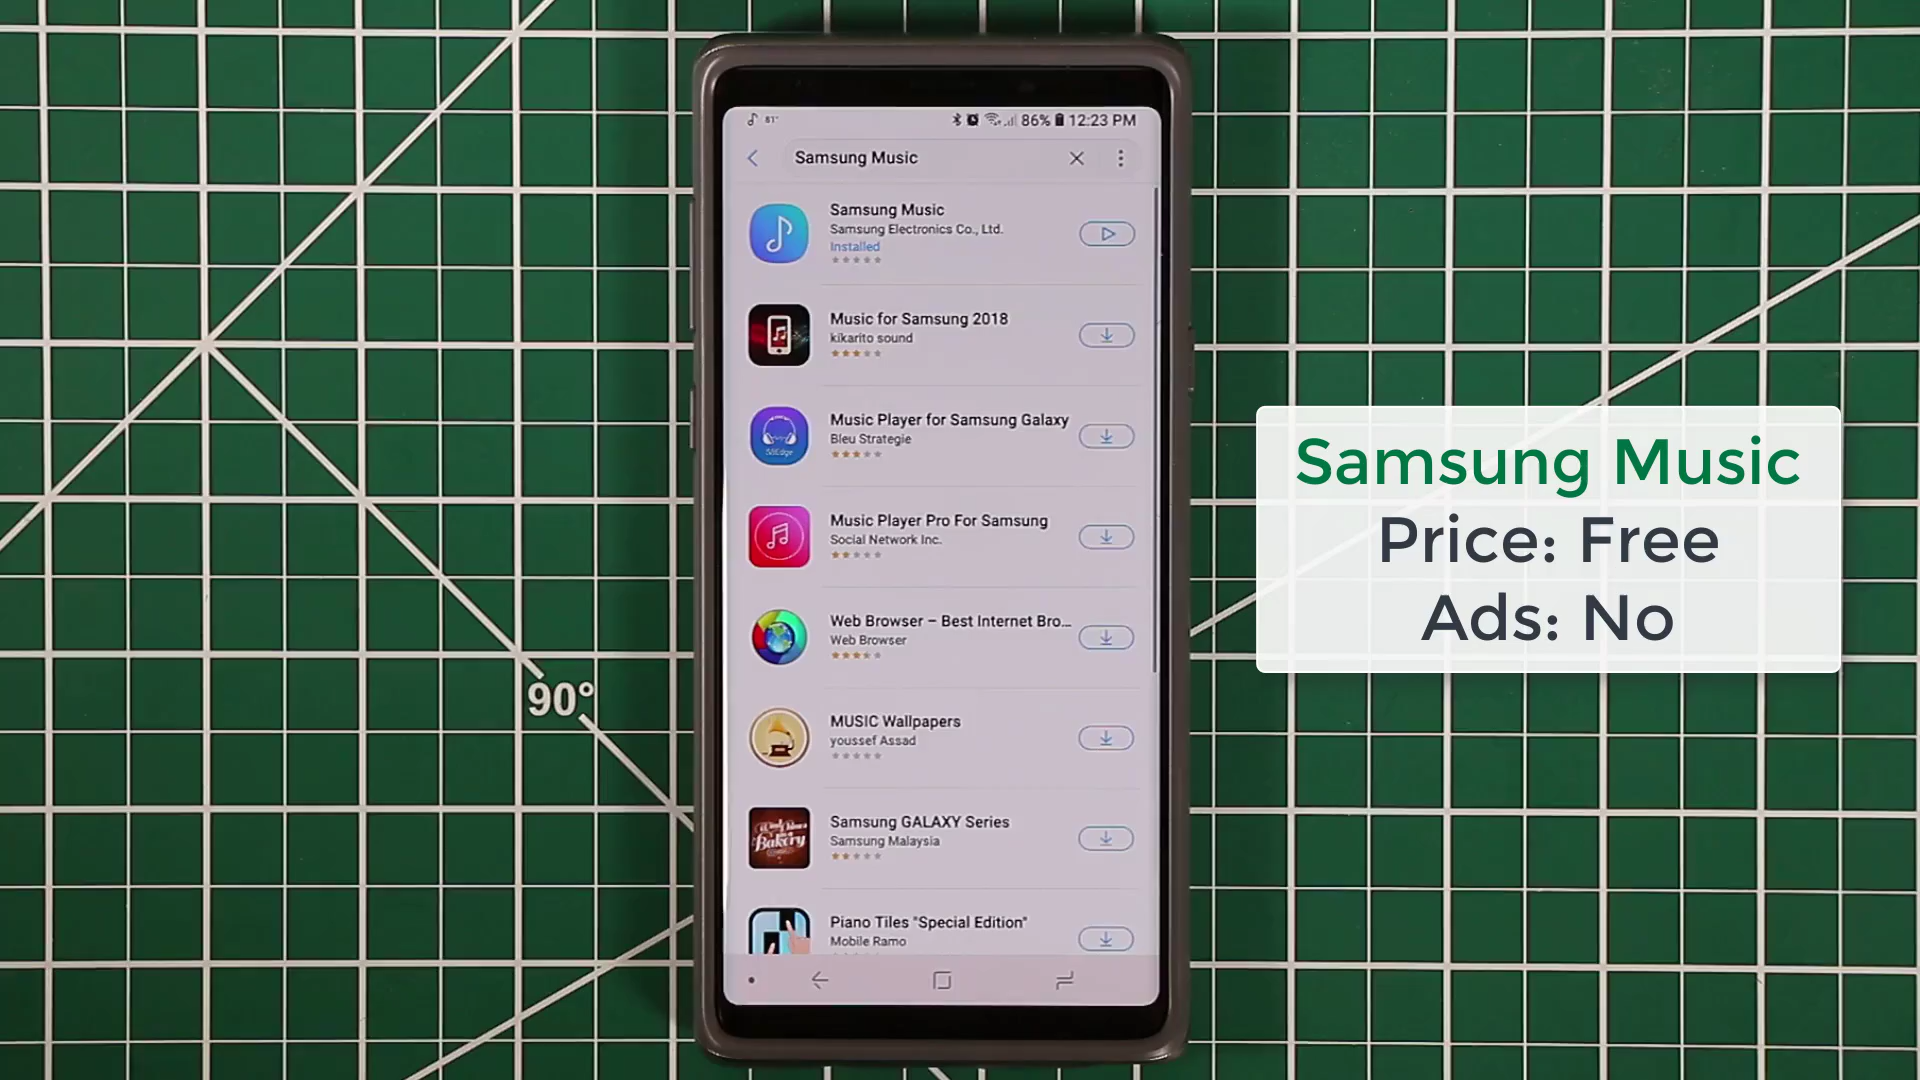 81°
86% 12:23 PM
Samsung Music
Samsung Music
Samsung Electronics Co., Ltd.
Installed
Music for Samsung 2018
kikarito sound
Music Player for Samsung Galaxy
Bleu Strategie
S8Edge
Music Player Pro For Samsung
Social Network Inc.
Web Browser – Best Internet Bro...
Web Browser
MUSIC Wallpapers
youssef Assad
Samsung GALAXY Series
Samsung Malaysia
Bakery
Piano Tiles "Special Edition"
Mobile Ramo
90°
Samsung Music
Price: Free
Ads: No